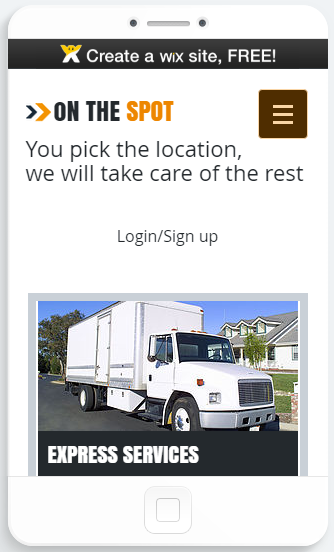 Create a WiX site, FREE!
ON THE SPOT
You pick the location,
we will take care of the rest
Login/Sign up
EXPRESS SERVICES